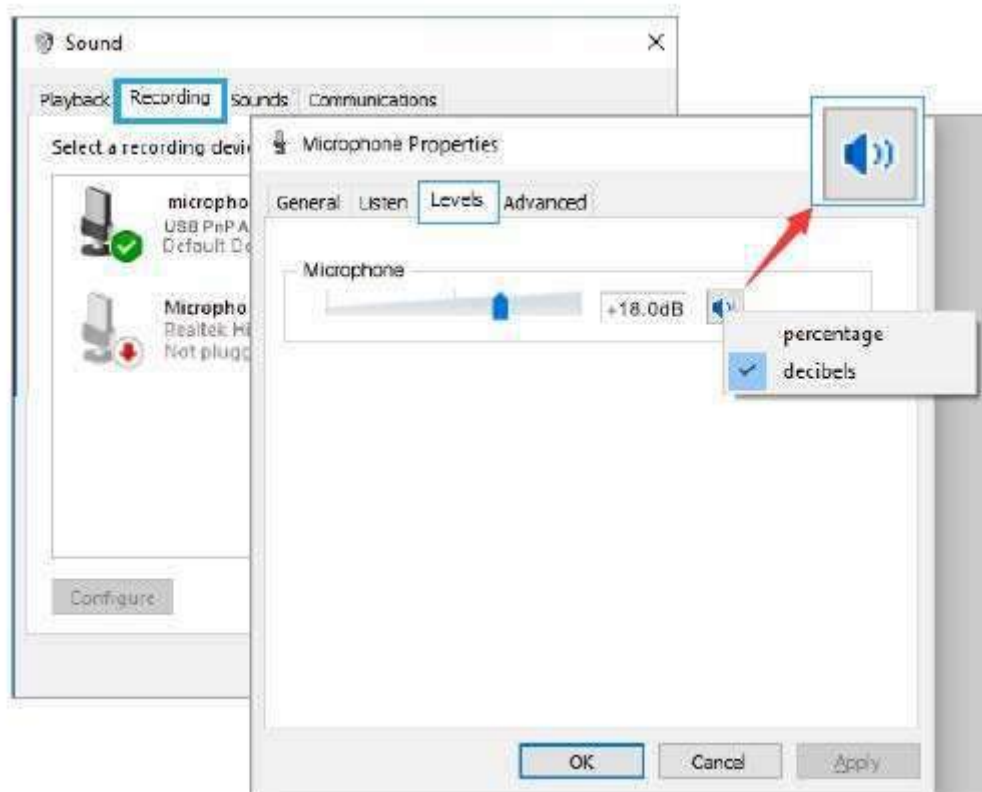 Sound
Playback Recording Sounds Communications
Select a recording devi
micropho
USB PnP A
Default De
Micropho
Realtek Hi
Not plugg
Configure
Microphone Properties
General Listen Levels Advanced
Microphone
+18.0dB
percentage
decibels
OK Cancel Apply